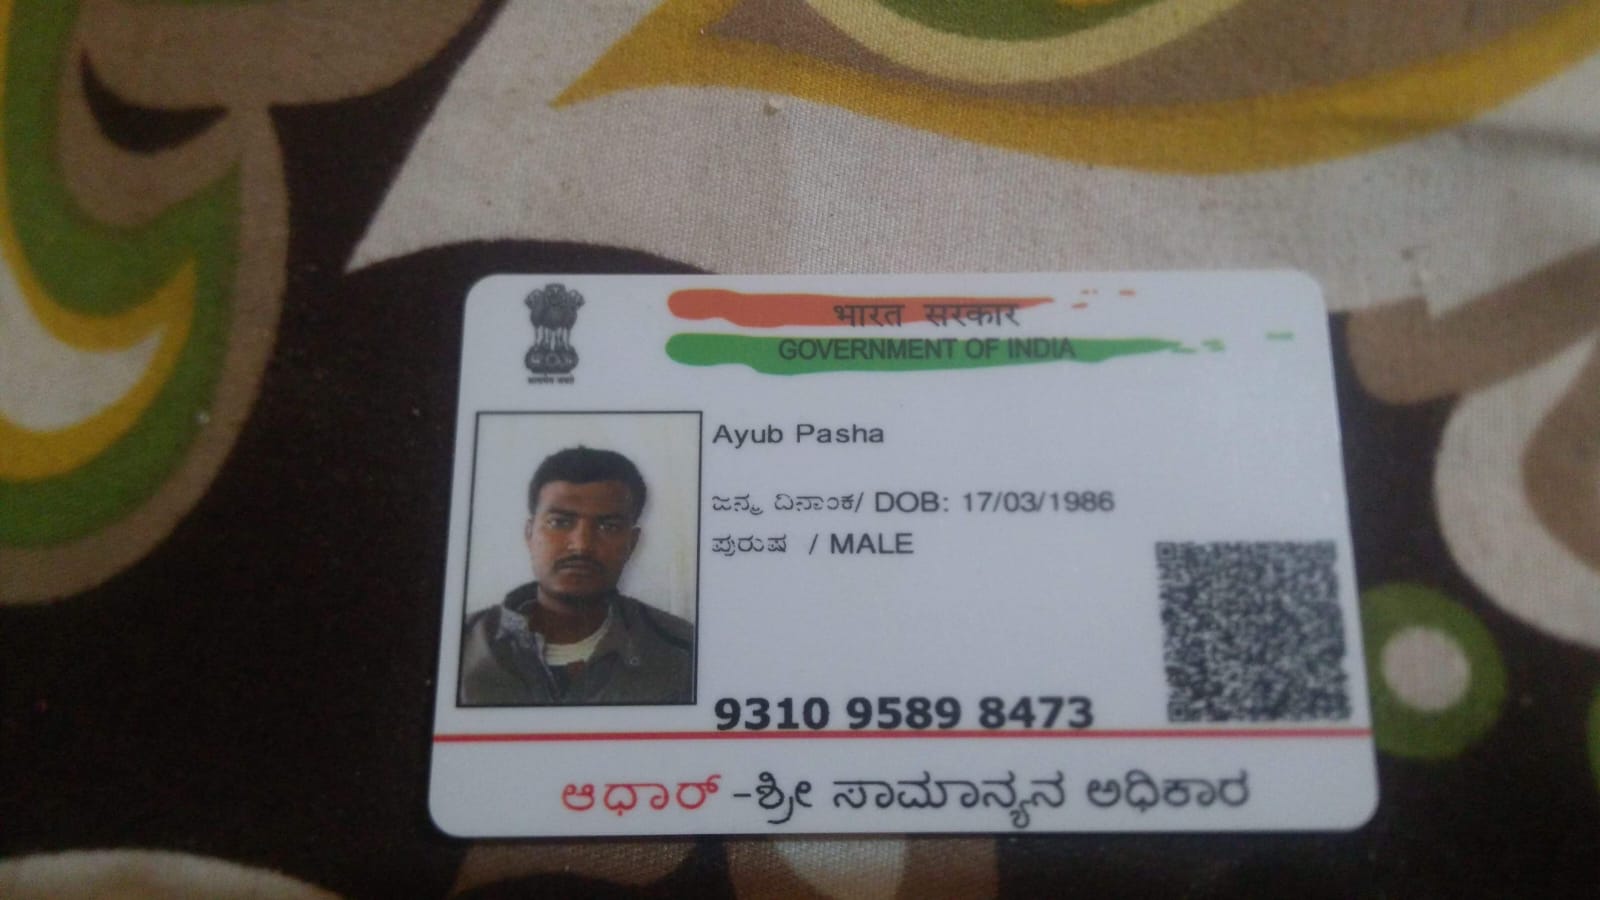 भारत सरकार
GOVERNMENT OF INDIA
सत्यमेव जयते
Ayub Pasha
ಜನ್ಮ ದಿನಾಂಕ/ DOB: 17/03/1986
ಪುರುಷ / MALE
9310 9589 8473
ಆಧಾರ್ -ಶ್ರೀ ಸಾಮಾನ್ಯನ ಅಧಿಕಾರ